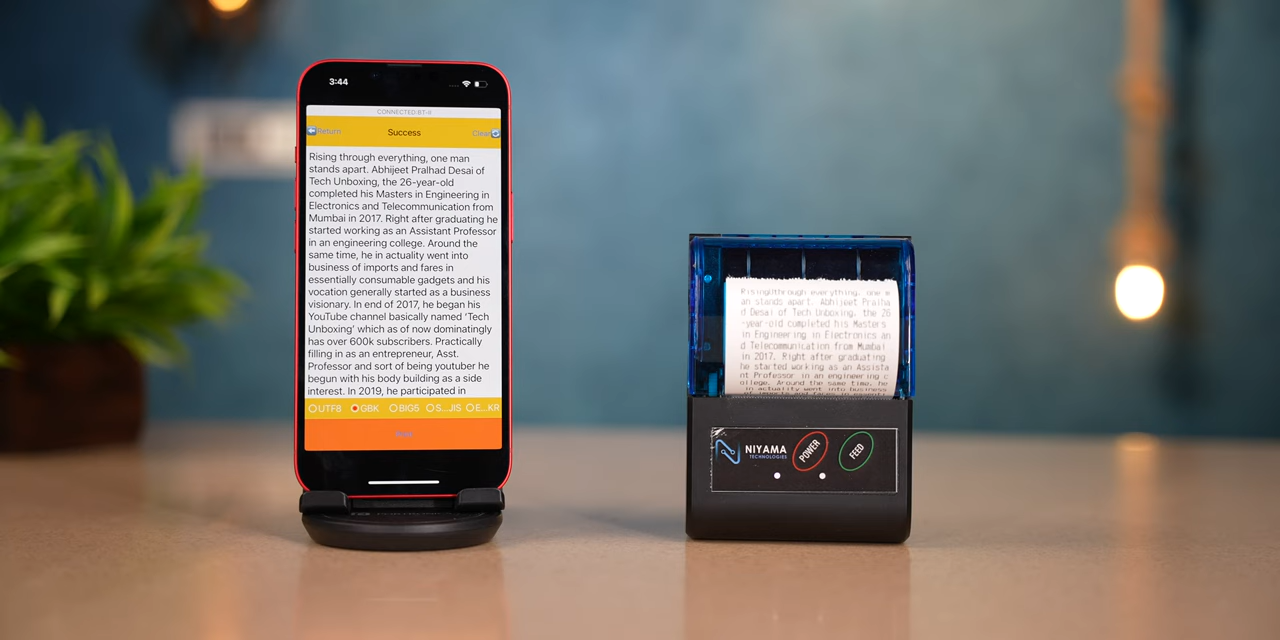 3:44
CONNECTED:BT-II
Return
Success
Clear
Rising through everything, one man
stands apart. Abhijeet Pralhad Desai of
Tech Unboxing, the 26-year-old
completed his Masters in Engineering in
Electronics and Telecommunication from
Mumbai in 2017. Right after graduating he
started working as an Assistant Professor
in an engineering college. Around the
same time, he in actuality went into
business of imports and fares in
essentially consumable gadgets and his
vocation generally started as a business
visionary. In end of 2017, he began his
YouTube channel basically named ‘Tech
Unboxing’ which as of now dominatingly
has over 600k subscribers. Practically
filling in as an entrepreneur, Asst.
Professor and sort of being youtuber he
begun with his body building as a side
interest. In 2019, he participated in
UTF8 GBK BIG5 S...JIS E...KR
Rising through everything, one m
an stands apart. Abhijeet Pralha
d Desai of Tech Unboxing, the 26
-year-old completed his Masters
in Engineering in Electronics an
d Telecommunication from Mumbai
in 2017. Right after graduating
he started working as an Assista
nt Professor in an engineering c
ollege. Around the same time, he
in actuality went into business
NIYAMA
TECHNOLOGIES
POWER
FEED